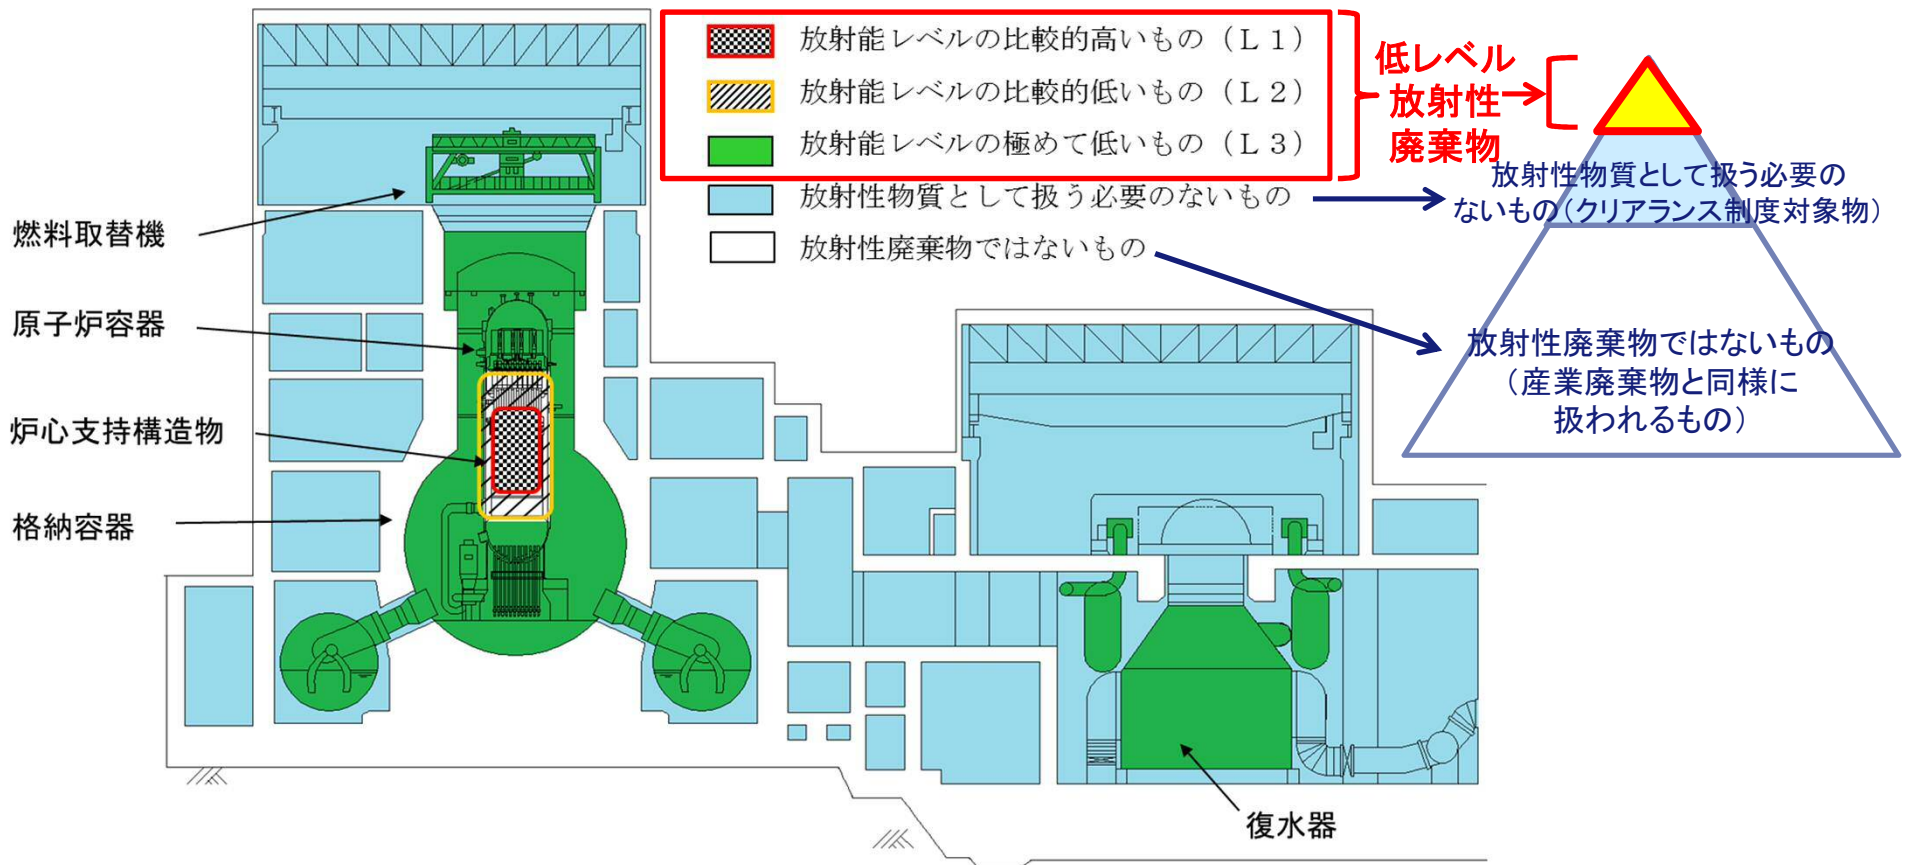 放射能レベルの比較的高いもの（Ｌ１）
放射能レベルの比較的低いもの（Ｌ２）
放射能レベルの極めて低いもの（Ｌ３）
放射性物質として扱う必要のないもの
放射性廃棄物ではないもの
低レベル
放射性
廃棄物
放射性物質として扱う必要の
ないもの（クリアランス制度対象物）
放射性廃棄物ではないもの
（産業廃棄物と同様に
扱われるもの）
燃料取替機
原子炉容器
炉心支持構造物
格納容器
復水器